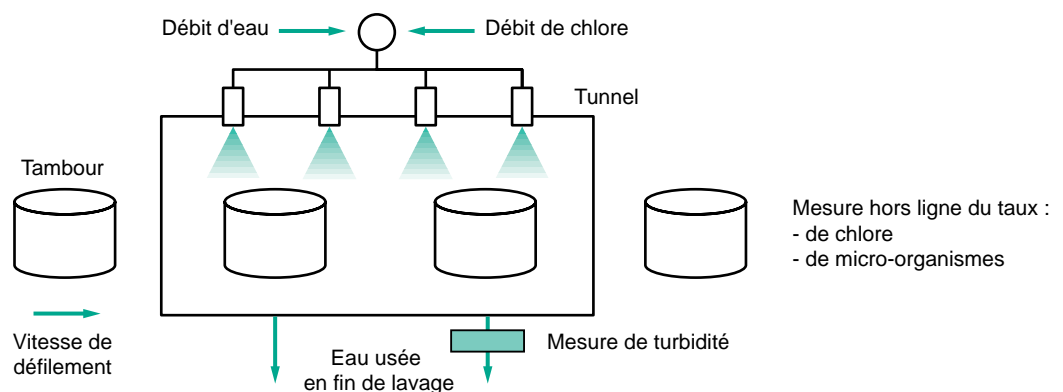 Débit d'eau
Débit de chlore
Tunnel
Tambour
Mesure hors ligne du taux :
- de chlore
- de micro-organismes
Vitesse de
défilement
Eau usée
en fin de lavage
Mesure de turbidité